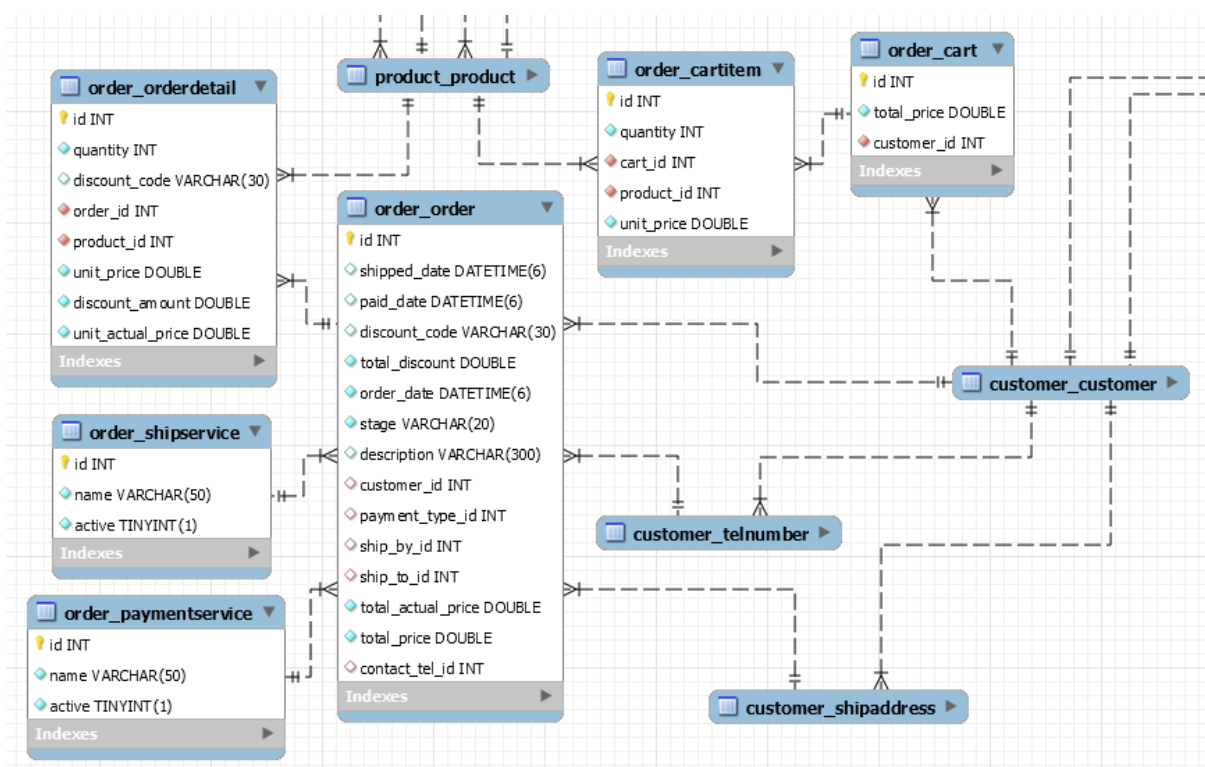 order_orderdetail
id INT
quantity INT
discount_code VARCHAR(30)
order_id INT
product_id INT
unit_price DOUBLE
discount_amount DOUBLE
unit_actual_price DOUBLE
Indexes
product_product
order_cartitem
id INT
quantity INT
cart_id INT
product_id INT
unit_price DOUBLE
Indexes
order_cart
id INT
total_price DOUBLE
customer_id INT
Indexes
order_order
id INT
shipped_date DATETIME(6)
paid_date DATETIME(6)
discount_code VARCHAR(30)
total_discount DOUBLE
order_date DATETIME(6)
stage VARCHAR(20)
description VARCHAR(300)
customer_id INT
payment_type_id INT
ship_by_id INT
ship_to_id INT
total_actual_price DOUBLE
total_price DOUBLE
contact_tel_id INT
Indexes
customer_customer
order_shipservice
id INT
name VARCHAR(50)
active TINYINT(1)
Indexes
customer_telnumber
order_paymentservice
id INT
name VARCHAR(50)
active TINYINT(1)
Indexes
customer_shipaddress